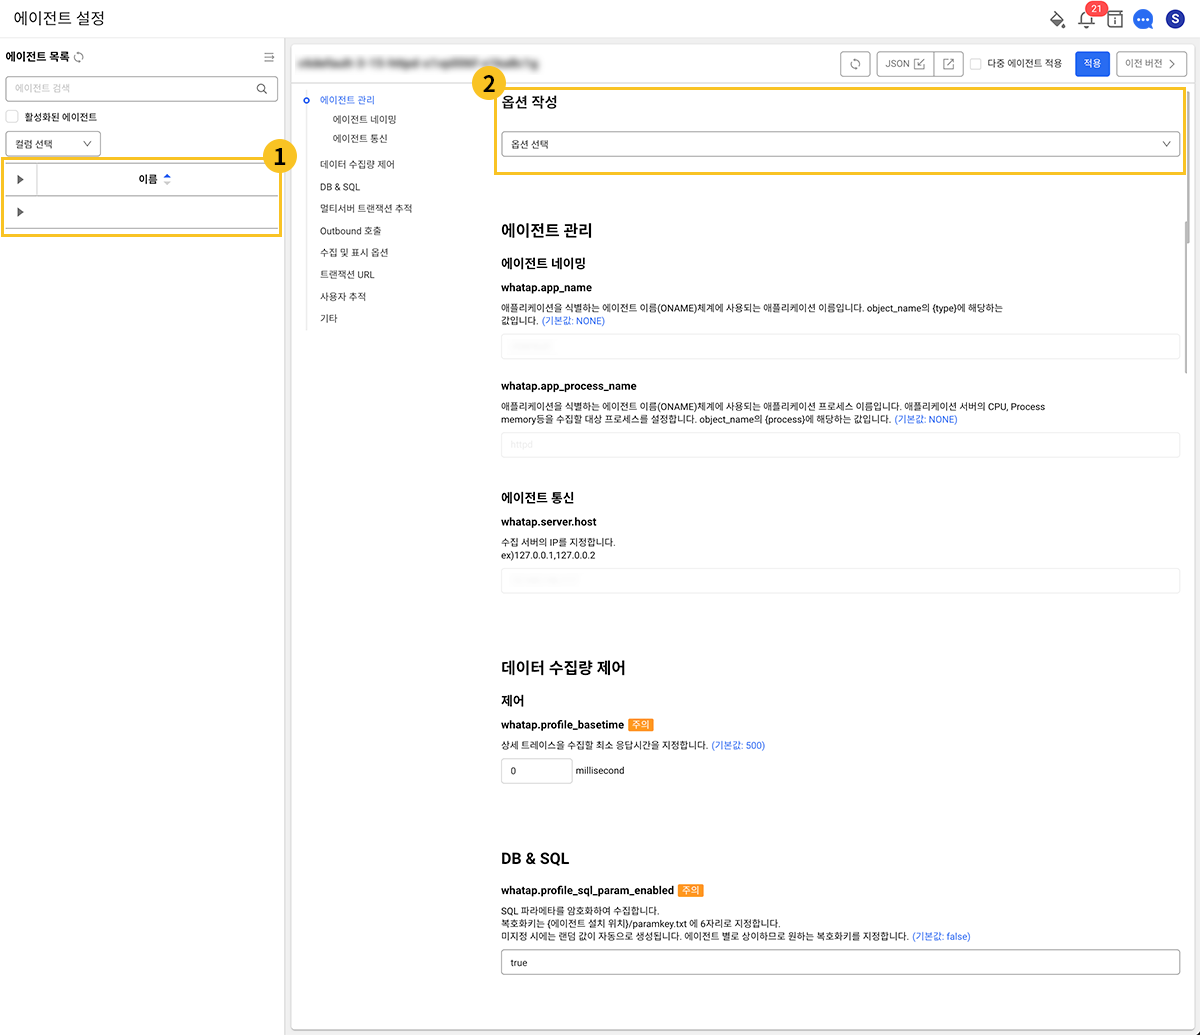 에이전트 설정
21
S
에이전트 목록
에이전트 검색
활성화된 에이전트
컬럼 선택
1
이름
JSON
다중 에이전트 적용
적용
이전 버전
에이전트 관리
에이전트 네이밍
에이전트 통신
데이터 수집량 제어
DB & SQL
멀티서버 트랜잭션 추적
Outbound 호출
수집 및 표시 옵션
트랜잭션 URL
사용자 추적
기타
2
옵션 작성
옵션 선택
에이전트 관리
에이전트 네이밍
whatap.app_name
애플리케이션을 식별하는 에이전트 이름(ONAME)체계에 사용되는 애플리케이션 이름입니다. object_name의 {type}에 해당하는
값입니다. (기본값: NONE)
whatap.app_process_name
애플리케이션을 식별하는 에이전트 이름(ONAME)체계에 사용되는 애플리케이션 프로세스 이름입니다. 애플리케이션 서버의 CPU, Process
memory등을 수집할 대상 프로세스를 설정합니다. object_name의 {process}에 해당하는 값입니다. (기본값: NONE)
httpd
에이전트 통신
whatap.server.host
수집 서버의 IP를 지정합니다.
ex)127.0.0.1,127.0.0.2
데이터 수집량 제어
제어
whatap.profile_basetime 주의
상세 트레이스을 수집할 최소 응답시간을 지정합니다. (기본값: 500)
0 millisecond
DB & SQL
whatap.profile_sql_param_enabled 주의
SQL 파라메타를 암호화하여 수집합니다.
복호화키는 {에이전트 설치 위치}/paramkey.txt 에 6자리로 지정합니다.
미지정 시에는 랜덤 값이 자동으로 생성됩니다. 에이전트 별로 상이하므로 원하는 복호화키를 지정합니다. (기본값: false)
true